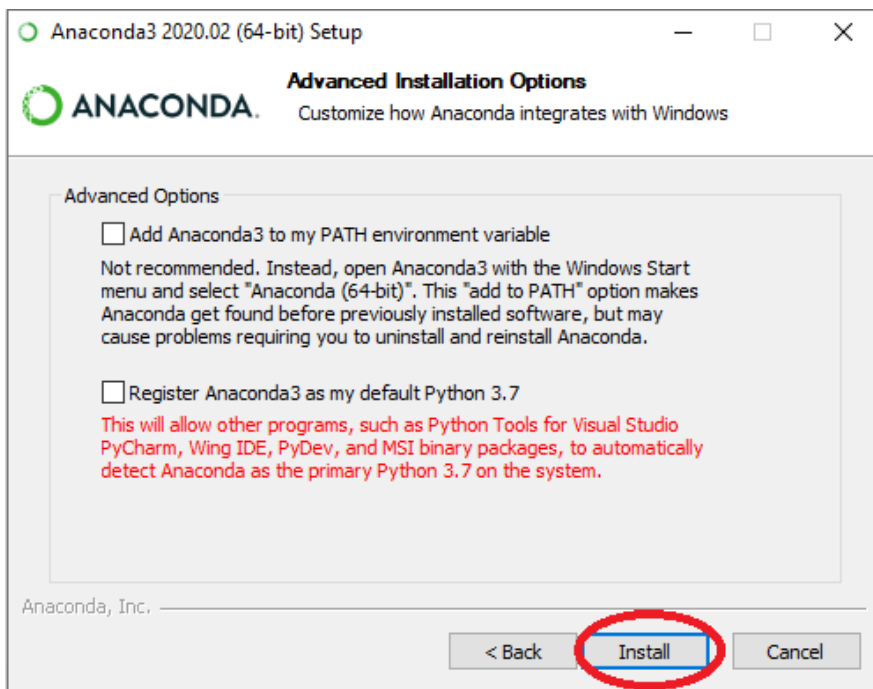 Anaconda3 2020.02 (64-bit) Setup
ANACONDA.
Advanced Installation Options
Customize how Anaconda integrates with Windows
Advanced Options
Add Anaconda3 to my PATH environment variable
Not recommended. Instead, open Anaconda3 with the Windows Start
menu and select "Anaconda (64-bit)". This "add to PATH" option makes
Anaconda get found before previously installed software, but may
cause problems requiring you to uninstall and reinstall Anaconda.
Register Anaconda3 as my default Python 3.7
This will allow other programs, such as Python Tools for Visual Studio
PyCharm, Wing IDE, PyDev, and MSI binary packages, to automatically
detect Anaconda as the primary Python 3.7 on the system.
Anaconda, Inc.
< Back
Install
Cancel